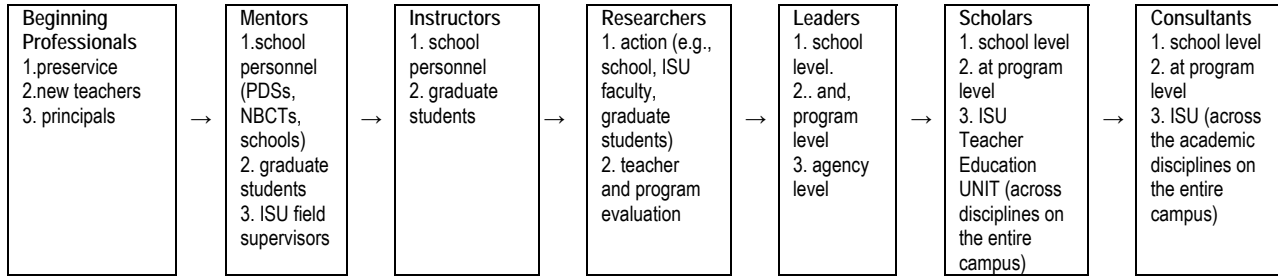 Beginning
Professionals
1.preservice
2.new teachers
3. principals
→
Mentors
1.school
personnel
(PDSs,
NBCTs,
schools)
2. graduate
students
3. ISU field
supervisors
→
Instructors
1. school
personnel
2. graduate
students
→
Researchers
1. action (e.g.,
school, ISU
faculty,
graduate
students)
2. teacher
and program
evaluation
→
Leaders
1. school
level.
2.. and,
program
level
3. agency
level
→
Scholars
1. school level
2. at program
level
3. ISU
Teacher
Education
UNIT (across
disciplines on
the entire
campus)
→
Consultants
1. school level
2. at program
level
3. ISU (across
the academic
disciplines on
the entire
campus)